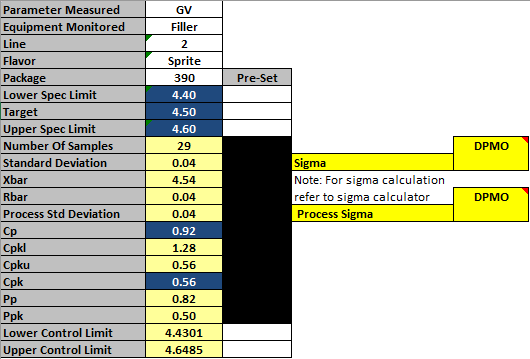 Parameter Measured GV
Equipment Monitored Filler
Line 2
Flavor Sprite
Package 390 Pre-Set
Lower Spec Limit 4.40
Target 4.50
Upper Spec Limit 4.60
Number Of Samples 29 DPMO
Standard Deviation 0.04 Sigma
Xbar 4.54 Note: For sigma calculation
Rbar 0.04 refer to sigma calculator DPMO
Process Std Deviation 0.04 Process Sigma
Cp 0.92
Cpkl 1.28
Cpku 0.56
Cpk 0.56
Pp 0.82
Ppk 0.50
Lower Control Limit 4.4301
Upper Control Limit 4.6485